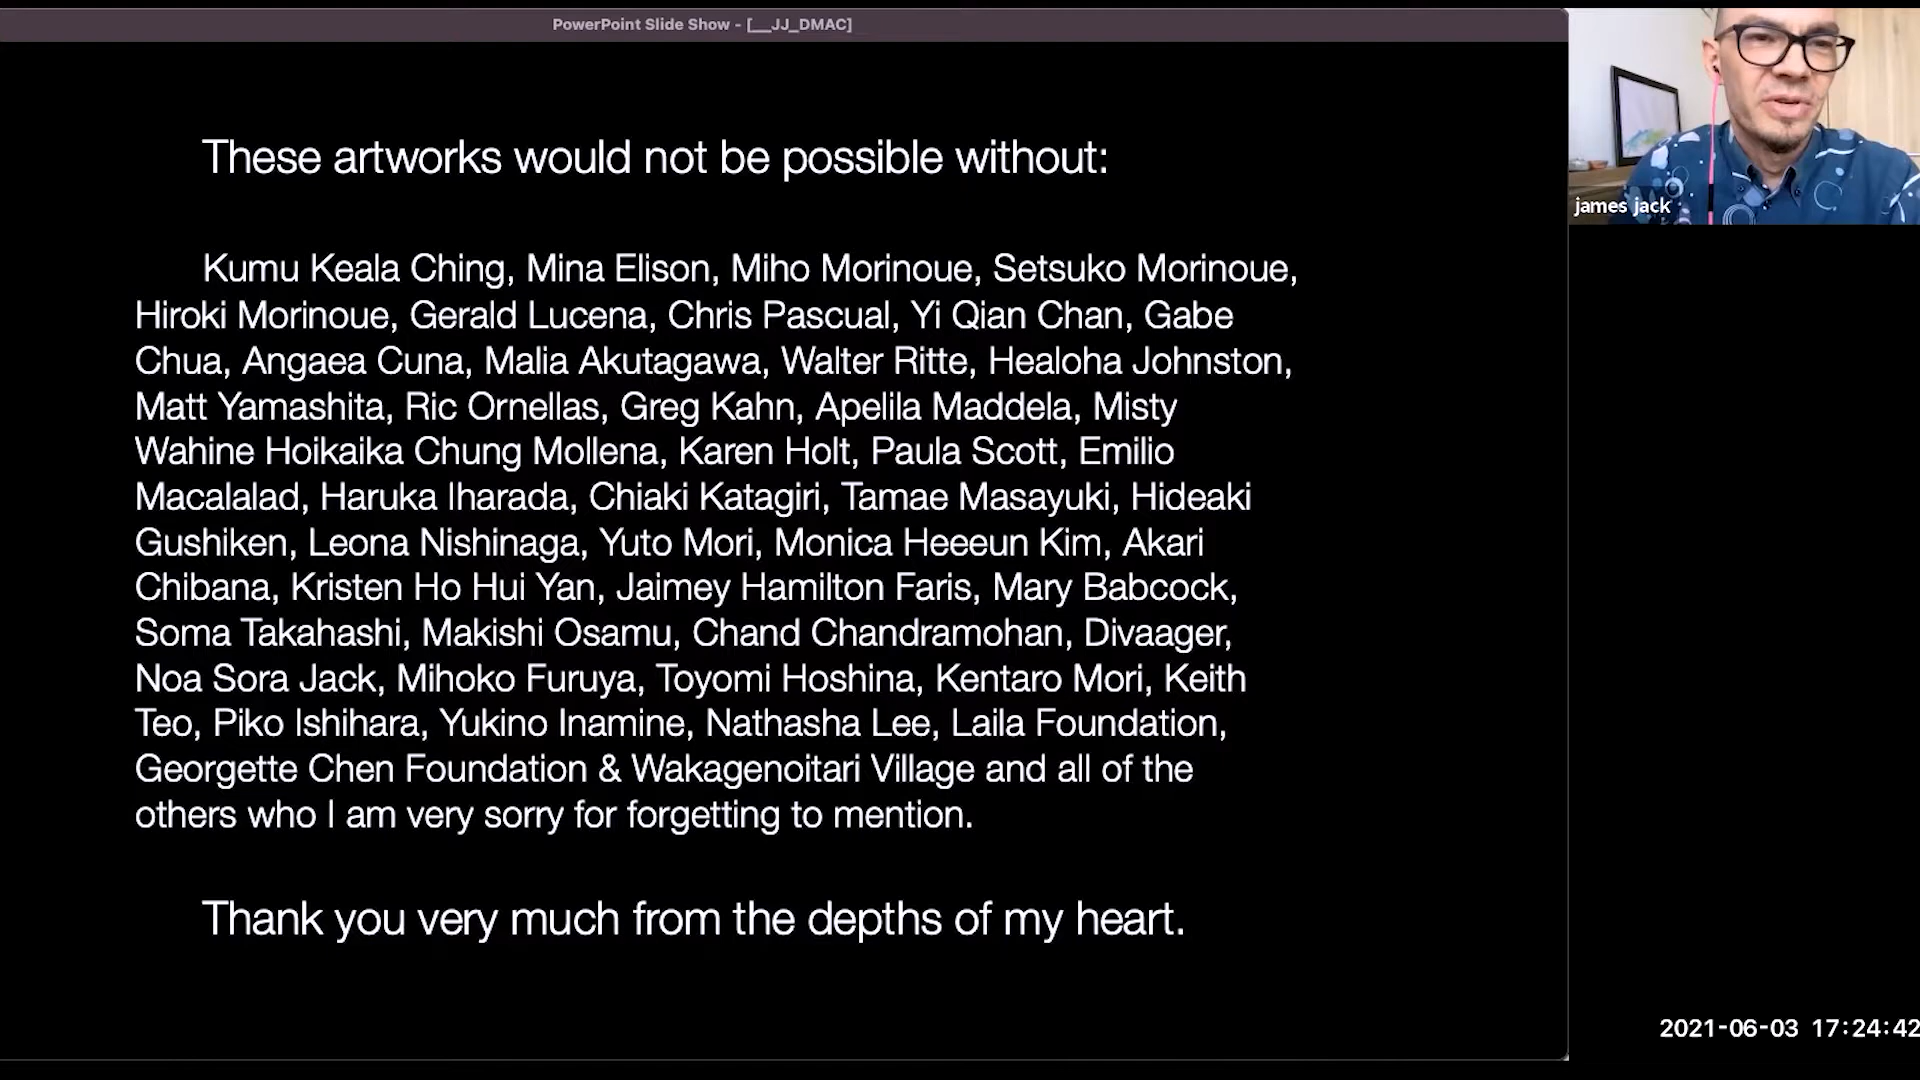 PowerPoint Slide Show - [__JJ_DMAC]
These artworks would not be possible without:
Kumu Keala Ching, Mina Elison, Miho Morinoue, Setsuko Morinoue,
Hiroki Morinoue, Gerald Lucena, Chris Pascual, Yi Qian Chan, Gabe
Chua, Angaea Cuna, Malia Akutagawa, Walter Ritte, Healoha Johnston,
Matt Yamashita, Ric Ornellas, Greg Kahn, Apelila Maddela, Misty
Wahine Hoikaika Chung Mollena, Karen Holt, Paula Scott, Emilio
Macalalad, Haruka Iharada, Chiaki Katagiri, Tamae Masayuki, Hideaki
Gushiken, Leona Nishinaga, Yuto Mori, Monica Heeeun Kim, Akari
Chibana, Kristen Ho Hui Yan, Jaimey Hamilton Faris, Mary Babcock,
Soma Takahashi, Makishi Osamu, Chand Chandramohan, Divaager,
Noa Sora Jack, Mihoko Furuya, Toyomi Hoshina, Kentaro Mori, Keith
Teo, Piko Ishihara, Yukino Inamine, Nathasha Lee, Laila Foundation,
Georgette Chen Foundation & Wakagenoitari Village and all of the
others who I am very sorry for forgetting to mention.
Thank you very much from the depths of my heart.
james jack
2021-06-03 17:24:42